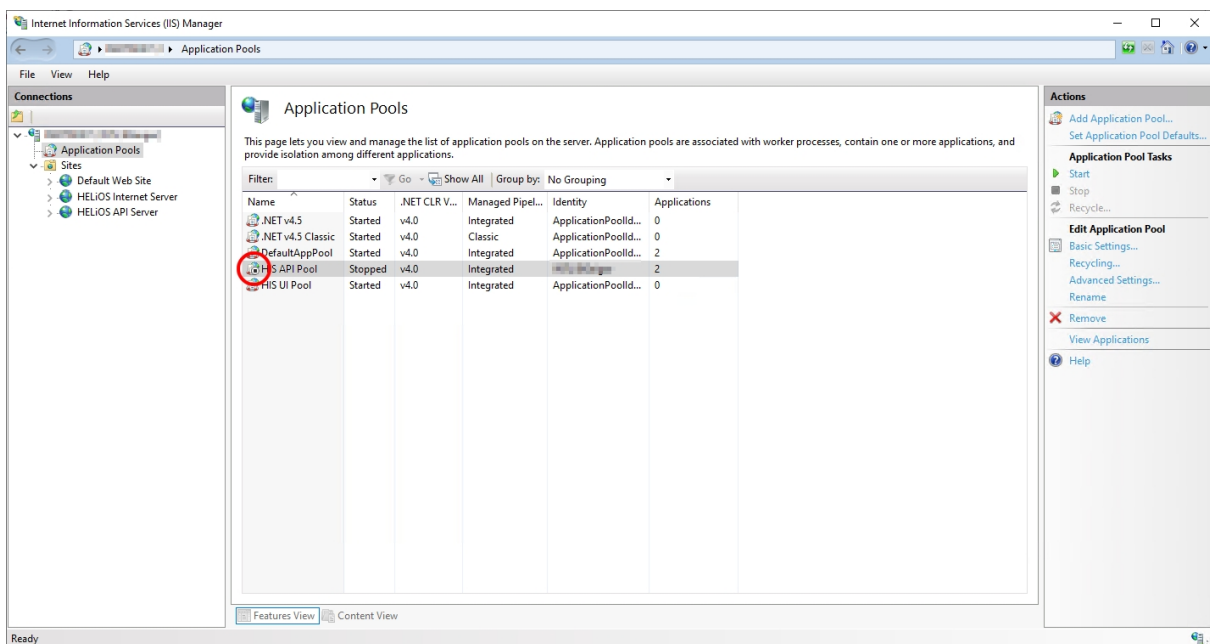 Internet Information Services (IIS) Manager
Application Pools
File View Help
Connections
Application Pools
Sites
Default Web Site
HELiOS Internet Server
HELiOS API Server
Application Pools
This page lets you view and manage the list of application pools on the server. Application pools are associated with worker processes, contain one or more applications, and
provide isolation among different applications.
Filter: Go Show All Group by: No Grouping
Name Status .NET CLR V... Managed Pipel... Identity Applications
.NET v4.5 Started v4.0 Integrated ApplicationPoolId... 0
.NET v4.5 Classic Started v4.0 Classic ApplicationPoolId... 0
DefaultAppPool Started v4.0 Integrated ApplicationPoolId... 2
HIS API Pool Stopped v4.0 Integrated 2
HIS UI Pool Started v4.0 Integrated ApplicationPoolId... 0
Features View Content View
Actions
Add Application Pool...
Set Application Pool Defaults...
Application Pool Tasks
Start
Stop
Recycle...
Edit Application Pool
Basic Settings...
Recycling...
Advanced Settings...
Rename
Remove
View Applications
Help
Ready